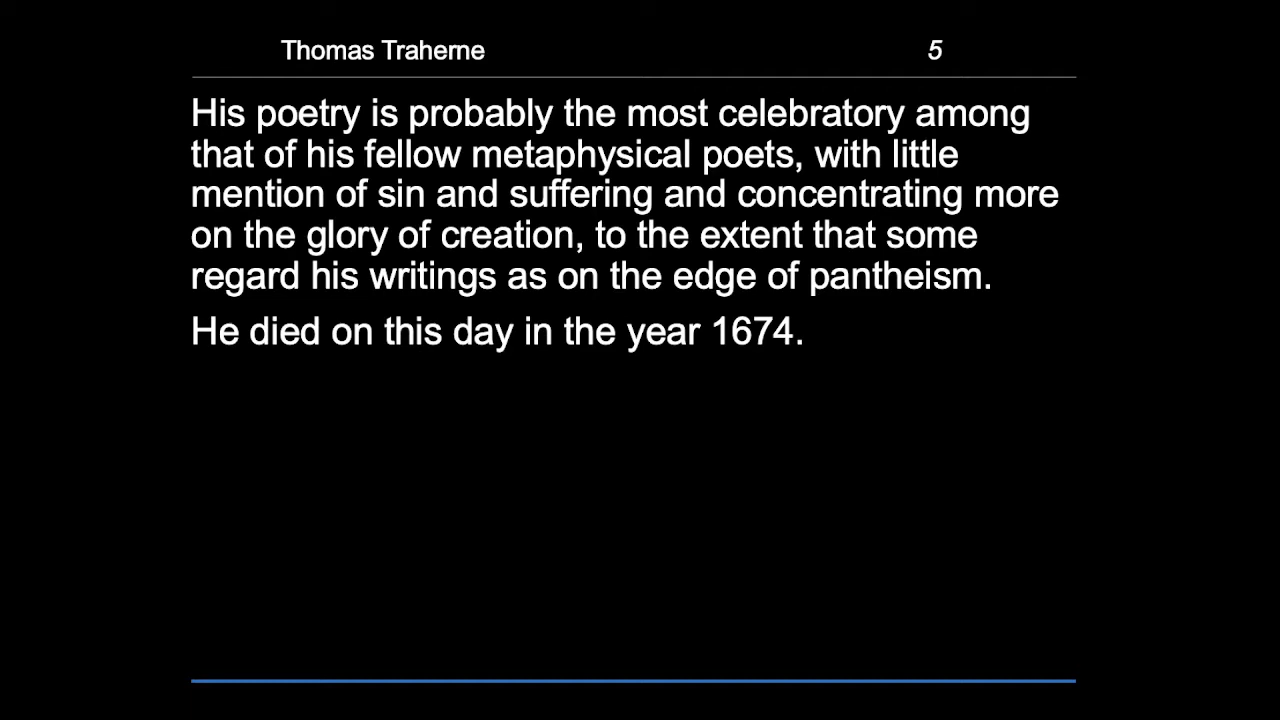 Thomas Traherne 5
His poetry is probably the most celebratory among
that of his fellow metaphysical poets, with little
mention of sin and suffering and concentrating more
on the glory of creation, to the extent that some
regard his writings as on the edge of pantheism.
He died on this day in the year 1674.